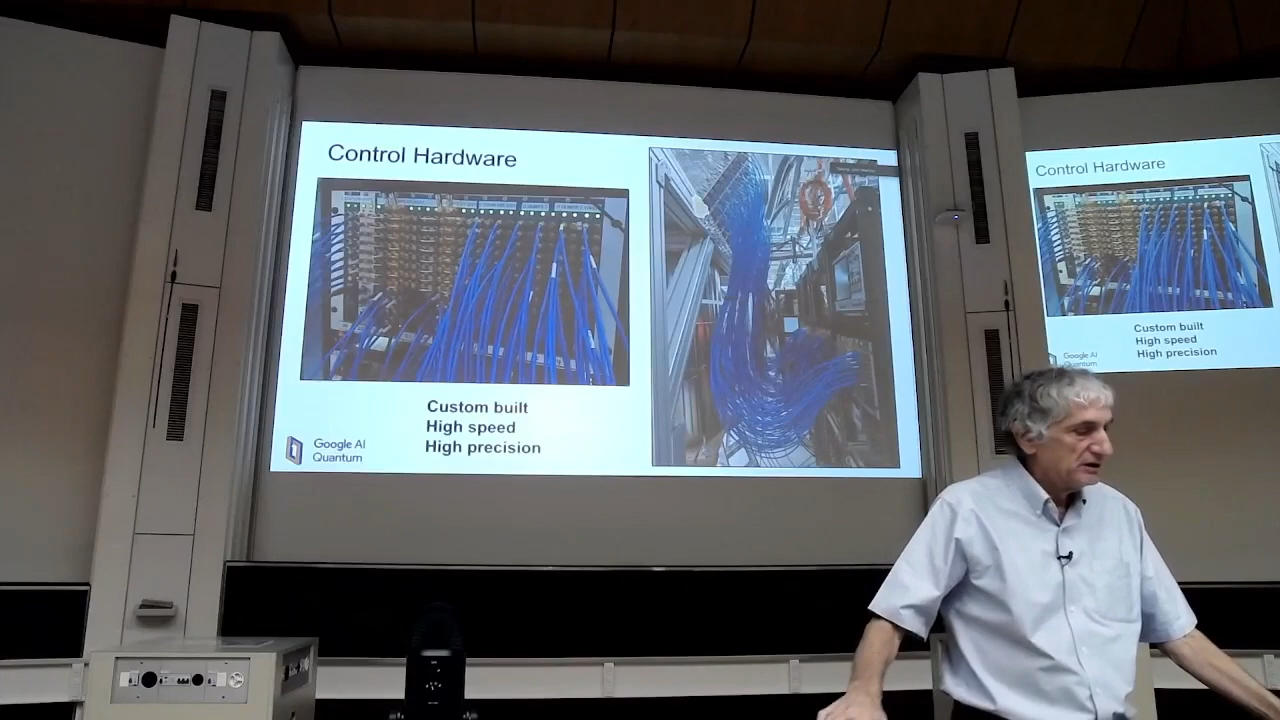 Control Hardware
Custom built
High speed
High precision
Google AI
Quantum
Control Hardware
Custom built
High speed
High precision
Google AI
Quantum